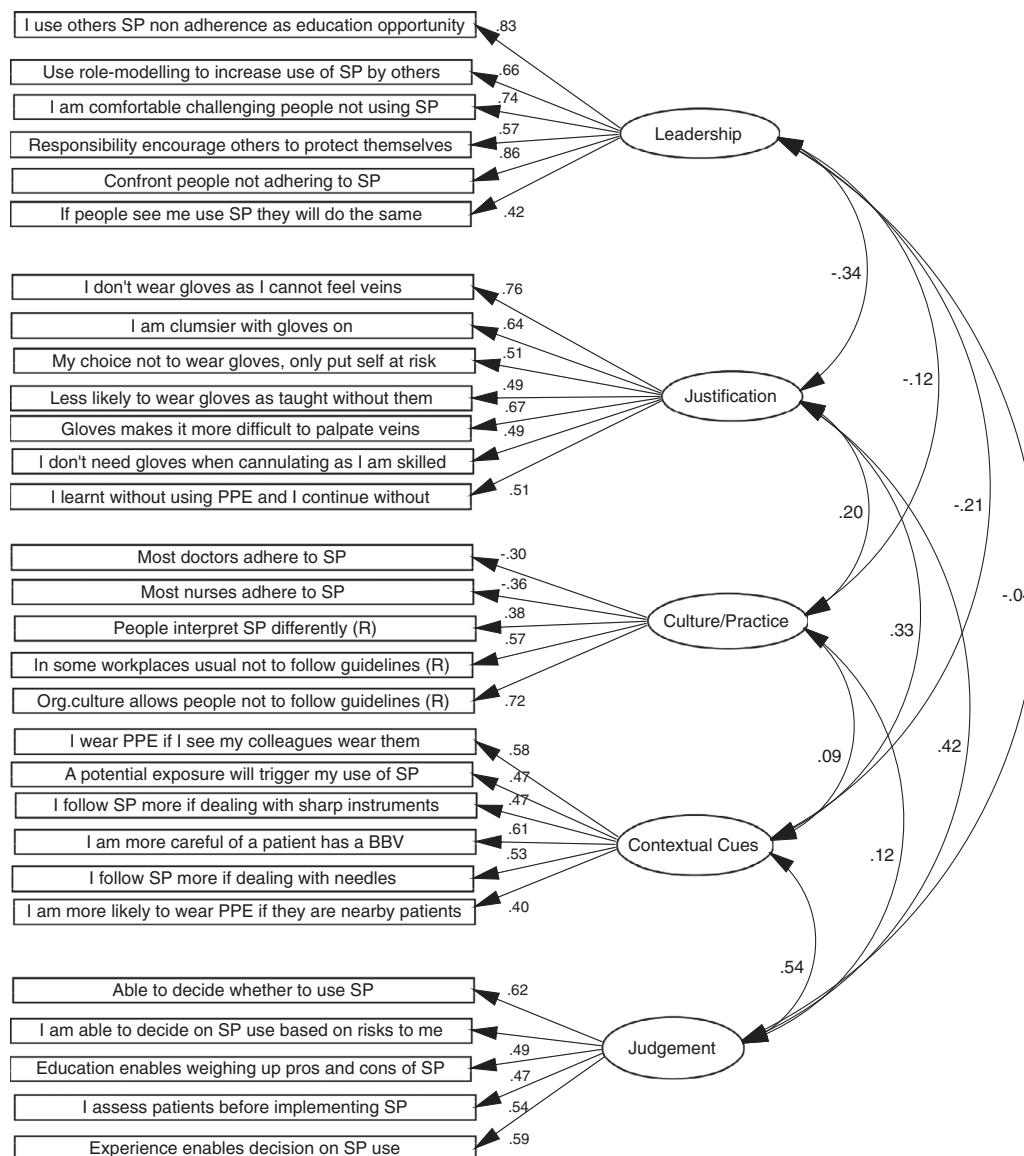 I use others SP non adherence as education opportunity
.83
Use role-modelling to increase use of SP by others
.66
I am comfortable challenging people not using SP
.74
Responsibility encourage others to protect themselves
.57
Confront people not adhering to SP
.86
If people see me use SP they will do the same
.42
Leadership
-.34
I don't wear gloves as I cannot feel veins
.76
I am clumsier with gloves on
.64
My choice not to wear gloves, only put self at risk
.51
Less likely to wear gloves as taught without them
.49
Gloves makes it more difficult to palpate veins
.67
I don't need gloves when cannulating as I am skilled
.49
I learnt without using PPE and I continue without
.51
Justification
-.12
.20
-.21
Most doctors adhere to SP
-.30
Most nurses adhere to SP
-.36
People interpret SP differently (R)
.38
In some workplaces usual not to follow guidelines (R)
.57
Org.culture allows people not to follow guidelines (R)
.72
Culture/Practice
.33
I wear PPE if I see my colleagues wear them
.58
A potential exposure will trigger my use of SP
.47
I follow SP more if dealing with sharp instruments
.47
I am more careful of a patient has a BBV
.61
I follow SP more if dealing with needles
.53
I am more likely to wear PPE if they are nearby patients
.40
Contextual Cues
.09
.42
.12
.54
Able to decide whether to use SP
.62
I am able to decide on SP use based on risks to me
.49
Education enables weighing up pros and cons of SP
.47
I assess patients before implementing SP
.54
Experience enables decision on SP use
.59
Judgement